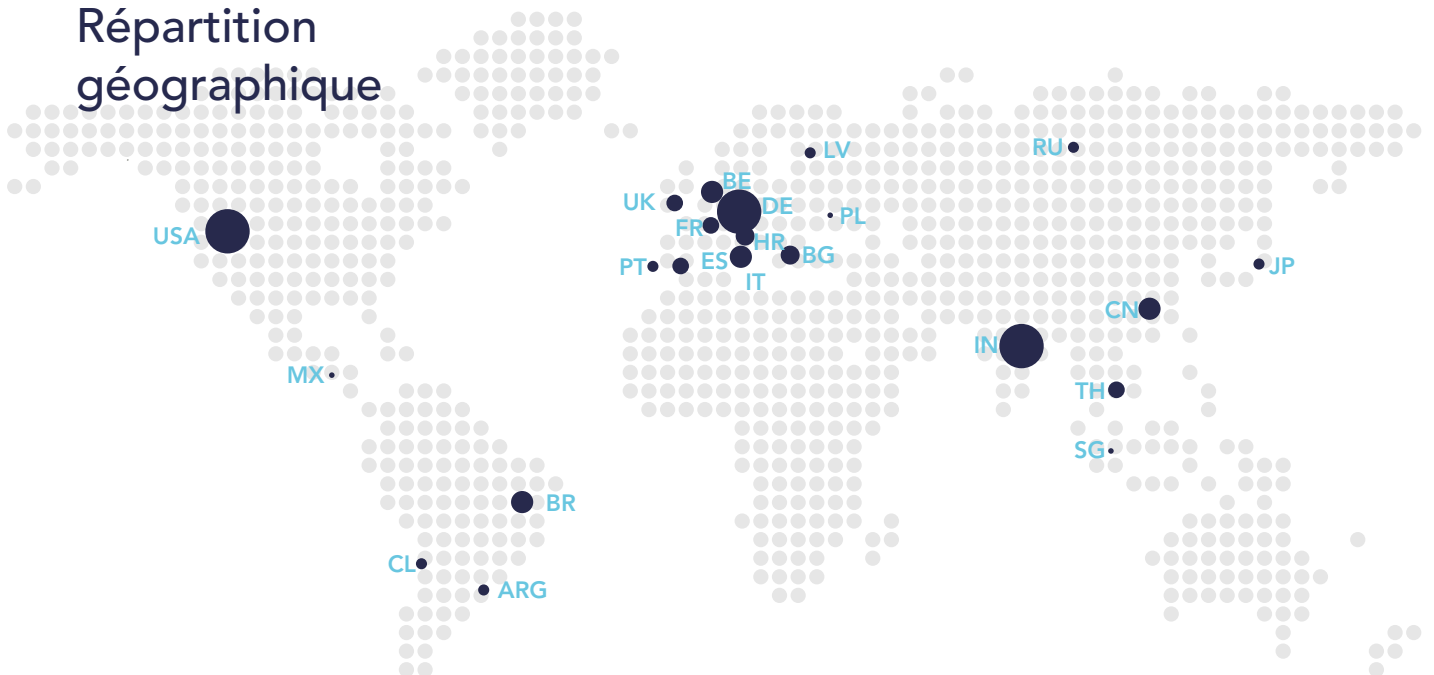 Répartition
géographique
LV
RU
BE
UK
DE
PL
FR
USA
HR
BG
ES
PT
JP
IT
CN
IN
MX
TH
SG
BR
CL
ARG